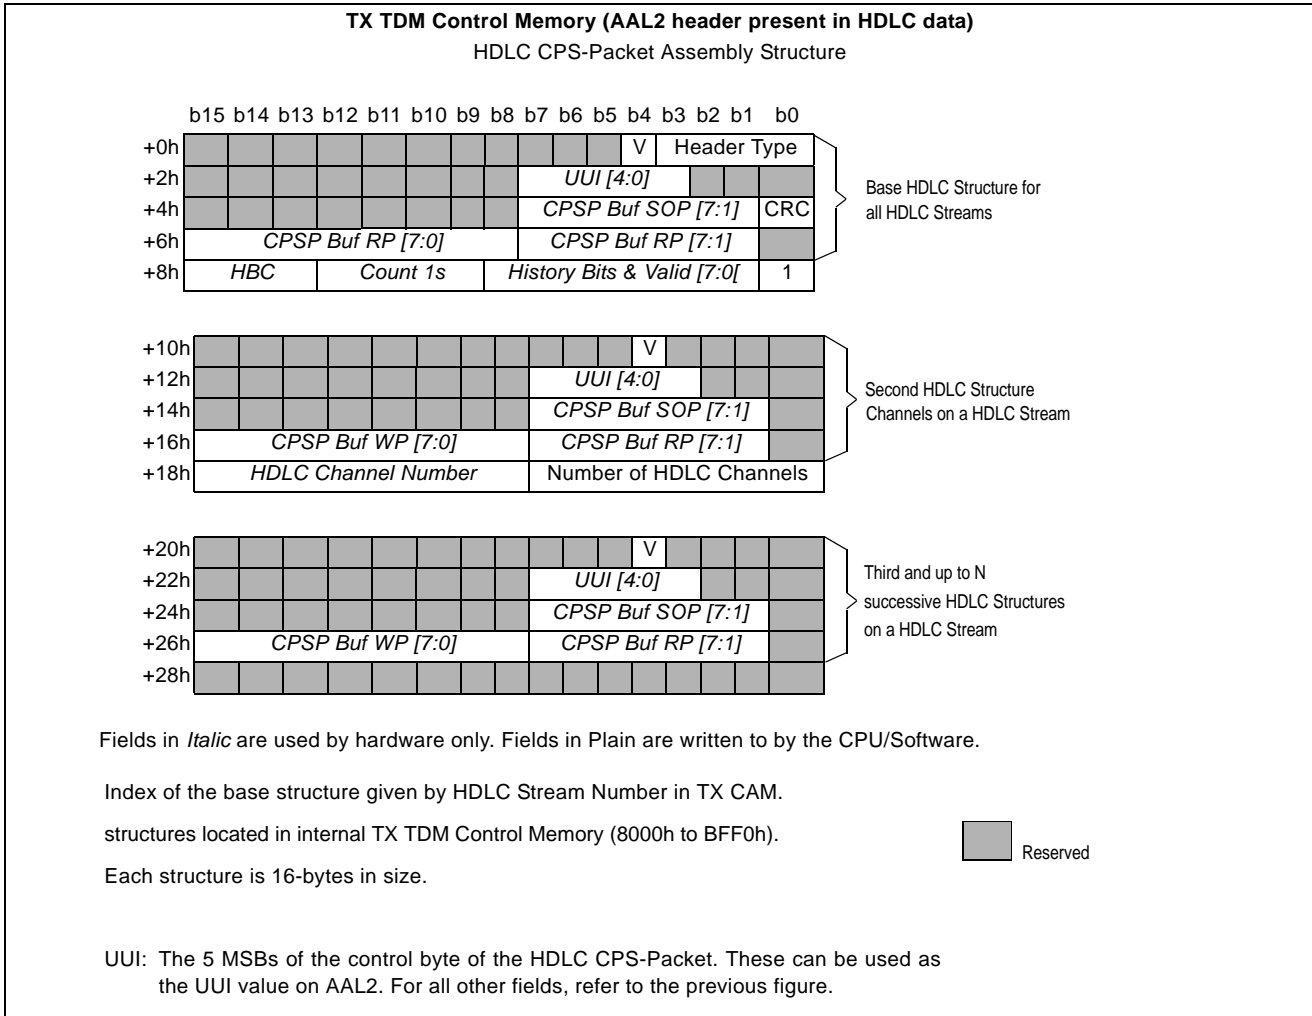 TX TDM Control Memory (AAL2 header present in HDLC data)
HDLC CPS-Packet Assembly Structure
b15 b14 b13 b12 b11 b10 b9 b8 b7 b6 b5 b4 b3 b2 b1 b0
+0h V Header Type
+2h UUI [4:0]
+4h CPSP Buf SOP [7:1] CRC
+6h CPSP Buf RP [7:0] CPSP Buf RP [7:1]
+8h HBC Count 1s History Bits & Valid [7:0[ 1
Base HDLC Structure for
all HDLC Streams
+10h V
+12h UUI [4:0]
+14h CPSP Buf SOP [7:1]
+16h CPSP Buf WP [7:0] CPSP Buf RP [7:1]
+18h HDLC Channel Number Number of HDLC Channels
Second HDLC Structure
Channels on a HDLC Stream
+20h V
+22h UUI [4:0]
+24h CPSP Buf SOP [7:1]
+26h CPSP Buf WP [7:0] CPSP Buf RP [7:1]
+28h
Third and up to N
successive HDLC Structures
on a HDLC Stream
Fields in Italic are used by hardware only. Fields in Plain are written to by the CPU/Software.
Index of the base structure given by HDLC Stream Number in TX CAM.
structures located in internal TX TDM Control Memory (8000h to BFF0h).
Reserved
Each structure is 16-bytes in size.
UUI: The 5 MSBs of the control byte of the HDLC CPS-Packet. These can be used as
the UUI value on AAL2. For all other fields, refer to the previous figure.